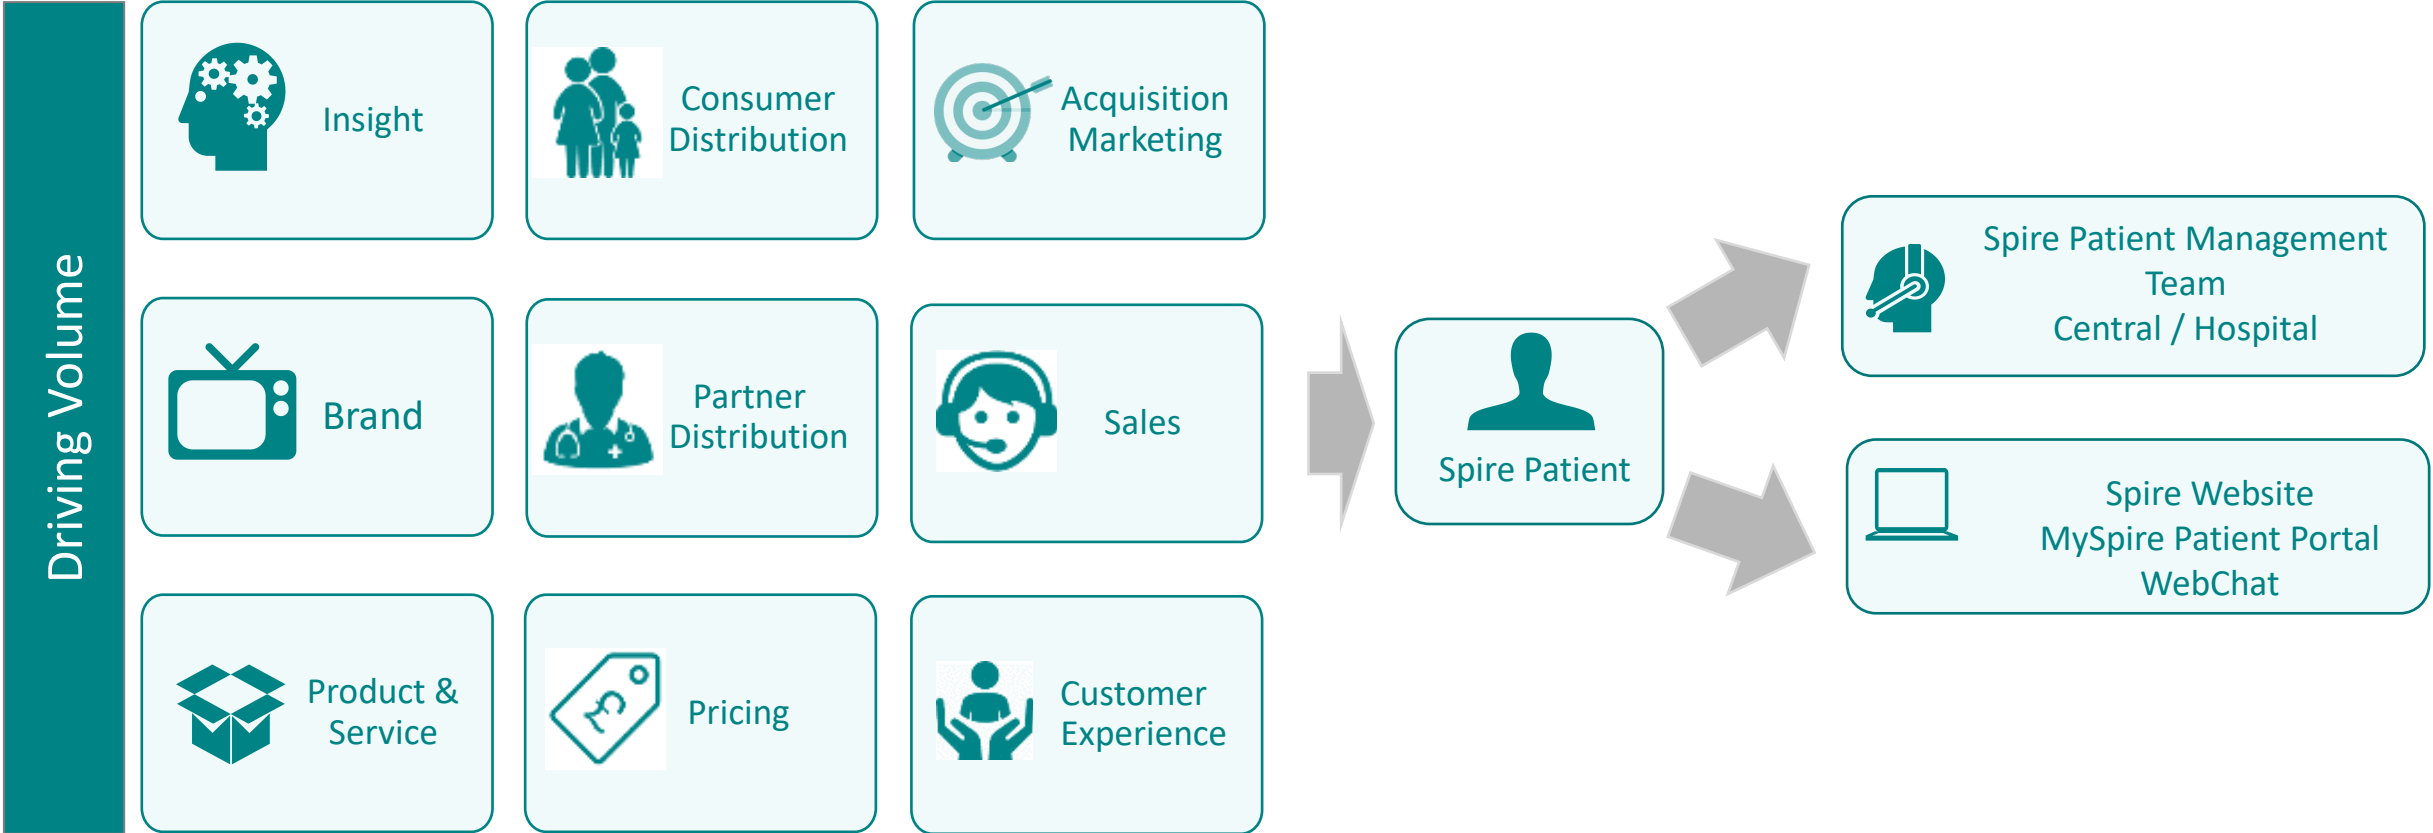 Driving Volume
Insight
Consumer
Distribution
Acquisition
Marketing
Brand
Partner
Distribution
Sales
Product &
Service
£
Pricing
Customer
Experience
Spire Patient
Spire Patient Management
Team
Central / Hospital
Spire Website
MySpire Patient Portal
WebChat